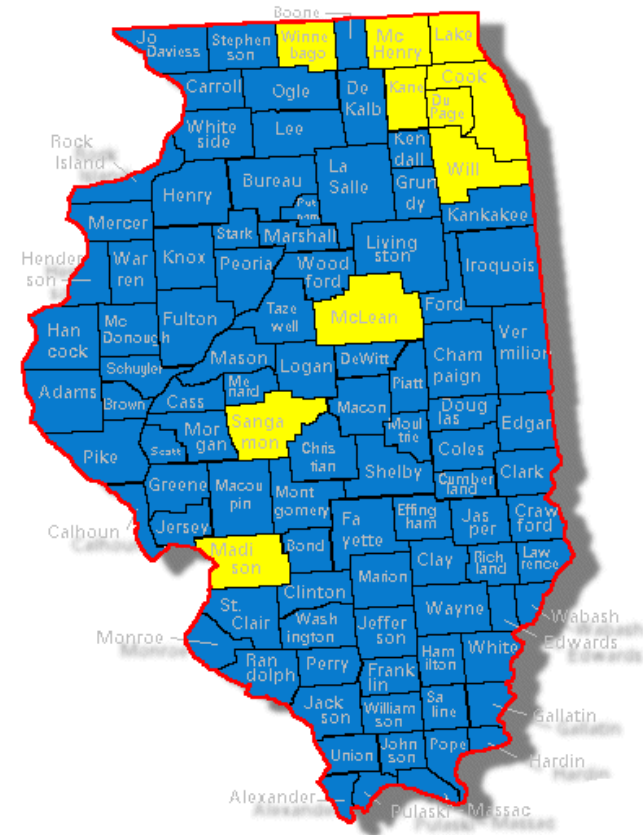 Boone
Jo
Daviess
Stephen
son
Winne
bago
Mc
Henry
Lake
Carroll
Ogle
De
Kalb
Kane
Cook
Du
Page
White
side
Lee
Rock
Island
Ken
dall
Will
Henry
Bureau
La
Salle
Grun
dy
Put
nam
Mercer
Kankakee
Stark
Marshall
Living
ston
Hender
son
War
ren
Knox
Peoria
Wood
ford
Iroquois
Han
cock
Mc
Donough
Fulton
Taze
well
McLean
Ford
Ver
milion
Schuyler
Mason
Logan
DeWitt
Cham
paign
Adams
Brown
Cass
Me
nard
Piatt
Macon
Doug
las
Edgar
Sanga
mon
Mor
gan
Scott
Moul
trie
Coles
Pike
Chris
tian
Shelby
Clark
Cumber
land
Greene
Macou
pin
Mont
gomery
Calhoun
Jersey
Fa
yette
Effing
ham
Jas
per
Craw
ford
Madi
son
Bond
Clay
Rich
land
Law
rence
Marion
Clinton
St.
Clair
Wash
ington
Jeffer
son
Wayne
Wabash
Edwards
Monroe
Ran
dolph
Perry
Ham
ilton
White
Frank
lin
Jack
son
William
son
Sa
line
Gallatin
Union
John
son
Pope
Hardin
Alexander
Pulaski
Massac